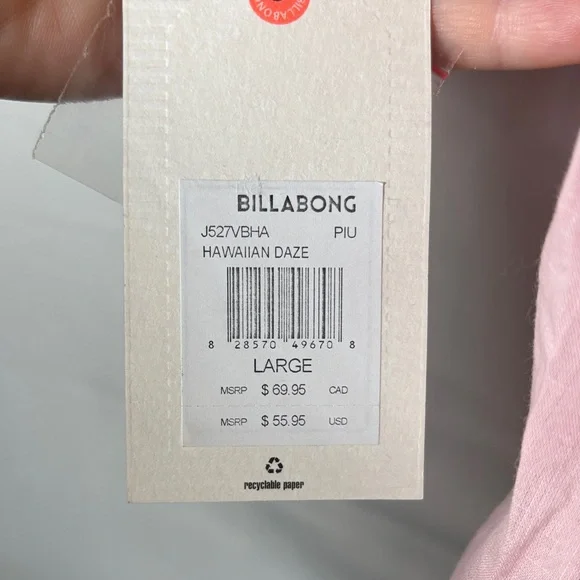 BILLABONG
BILLABONG
J527VBHA PIU
HAWAIIAN DAZE
8 28570 49670 8
LARGE
MSRP $ 69.95 CAD
MSRP $ 55.95 USD
recyclable paper